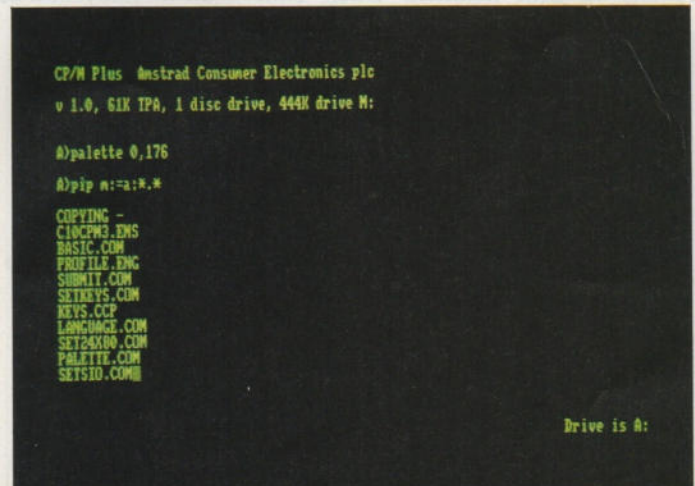 CP/M Plus  Amstrad Consumer Electronics plc
v 1.0, 61K TPA, 1 disc drive, 444K drive M:
A>palette 0,176
A>pip m:=a:*.*
COPYING -
C10CPM3.EMS
BASIC.COM
PROFILE.ENG
SUBMIT.COM
SETKEYS.COM
KEYS.CCP
LANGUAGE.COM
SET24X80.COM
PALETTE.COM
SETSIO.COM
Drive is A: